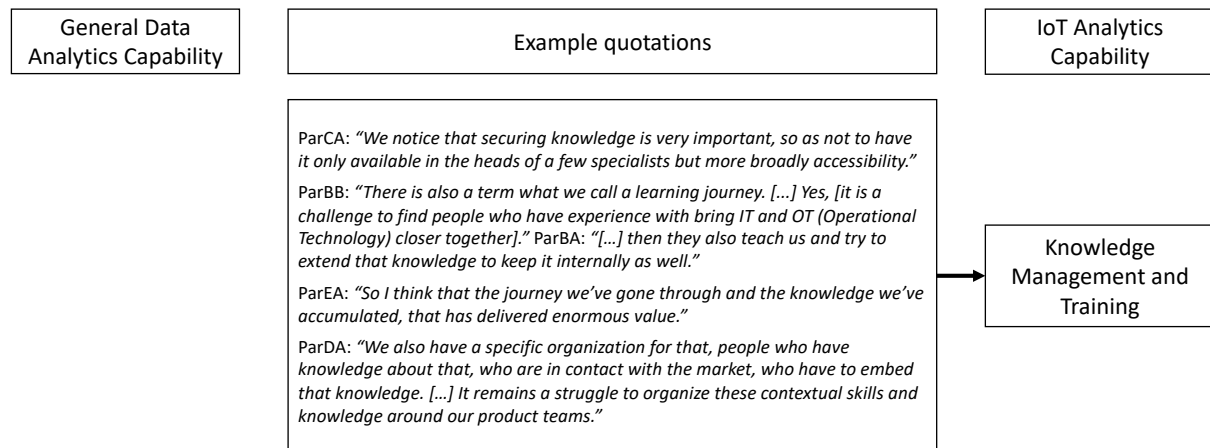 General Data
Analytics Capability
Example quotations
IoT Analytics
Capability
ParCA: “We notice that securing knowledge is very important, so as not to have
it only available in the heads of a few specialists but more broadly accessibility.”
ParBB: “There is also a term what we call a learning journey. [...] Yes, [it is a
challenge to find people who have experience with bring IT and OT (Operational
Technology) closer together].” ParBA: “[…] then they also teach us and try to
extend that knowledge to keep it internally as well.”
ParEA: “So I think that the journey we’ve gone through and the knowledge we’ve
accumulated, that has delivered enormous value.”
ParDA: “We also have a specific organization for that, people who have
knowledge about that, who are in contact with the market, who have to embed
that knowledge. […] It remains a struggle to organize these contextual skills and
knowledge around our product teams.”
Knowledge
Management and
Training